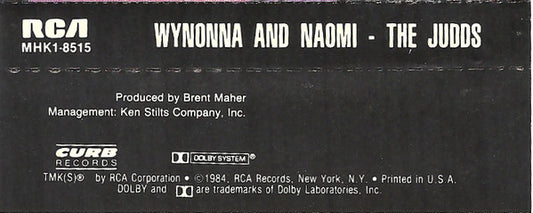 RCA
MHK1-8515
WYNONNA AND NAOMI - THE JUDDS
Produced by Brent Maher
Management: Ken Stilts Company, Inc.
CURB
RECORDS
DOLBY SYSTEM®
TMK(S)® by RCA Corporation • ©1984, RCA Records, New York, N.Y. • Printed in U.S.A.
DOLBY and are trademarks of Dolby Laboratories, Inc.